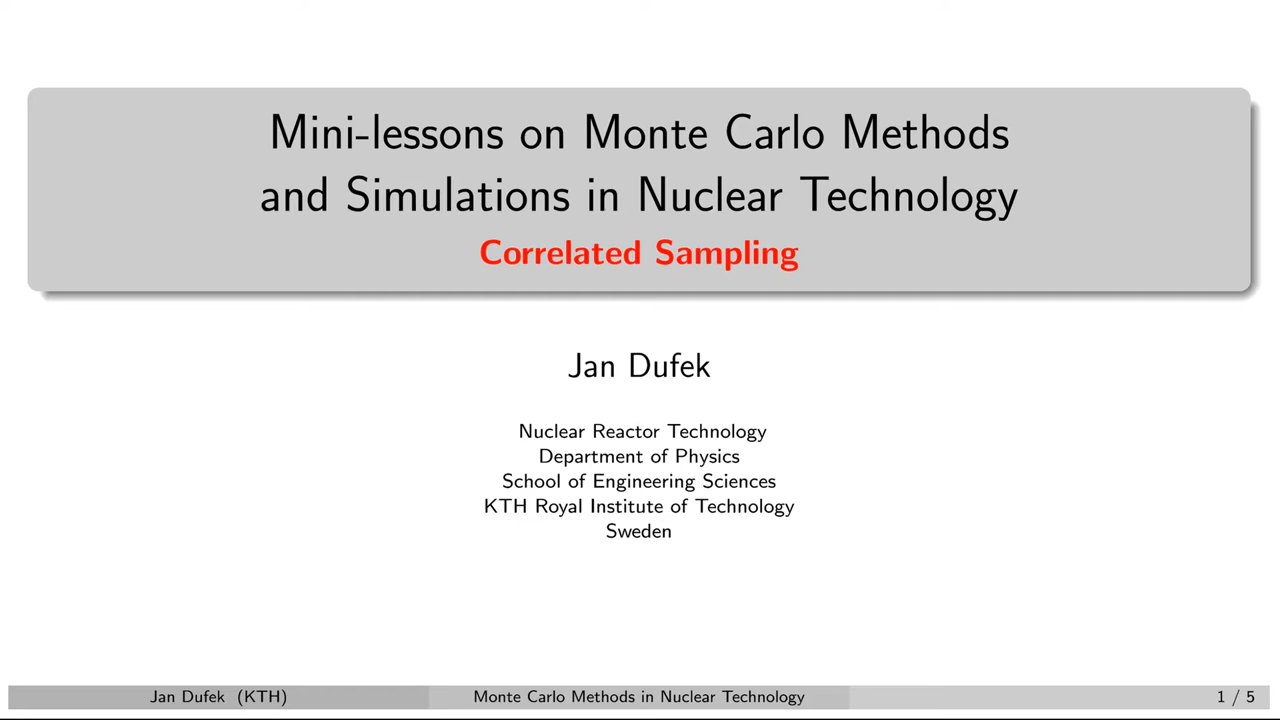 Mini-lessons on Monte Carlo Methods
and Simulations in Nuclear Technology
Correlated Sampling
Jan Dufek
Nuclear Reactor Technology
Department of Physics
School of Engineering Sciences
KTH Royal Institute of Technology
Sweden
Jan Dufek (KTH)
Monte Carlo Methods in Nuclear Technology
1 / 5